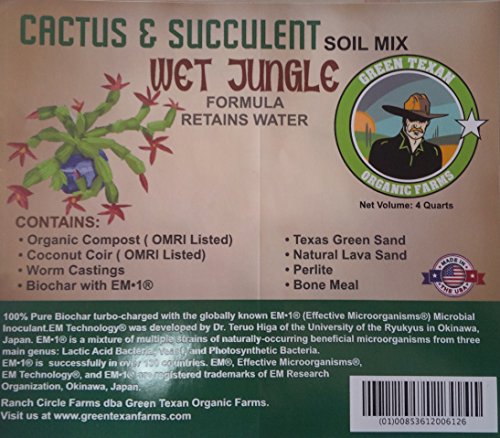 CACTUS & SUCCULENT SOIL MIX
WET JUNGLE
FORMULA
RETAINS WATER
GREEN TEXAN
ORGANIC FARMS
Net Volume: 4 Quarts
CONTAINS:
• Organic Compost ( OMRI Listed)
• Coconut Coir ( OMRI Listed)
• Worm Castings
• Biochar with EM•1®
• Texas Green Sand
• Natural Lava Sand
• Perlite
• Bone Meal
MADE IN
THE USA
100% Pure Biochar turbo-charged with the globally known EM•1® (Effective Microorganisms®) Microbial
Inoculant.EM Technology® was developed by Dr. Teruo Higa of the University of the Ryukyus in Okinawa,
Japan. EM•1® is a mixture of multiple strains of naturally-occuring beneficial microorganisms from three
main genus: Lactic Acid Bacteria, Yeast, and Photosynthetic Bacteria.
EM•1® is successfully in over 100 countries. EM®, Effective Microorganisms®,
EM Technology®, and EM•1® are registered trademarks of EM Research
Organization, Okinawa, Japan.
Ranch Circle Farms dba Green Texan Organic Farms.
Visit us at www.greentexanfarms.com
(01)00853612006126